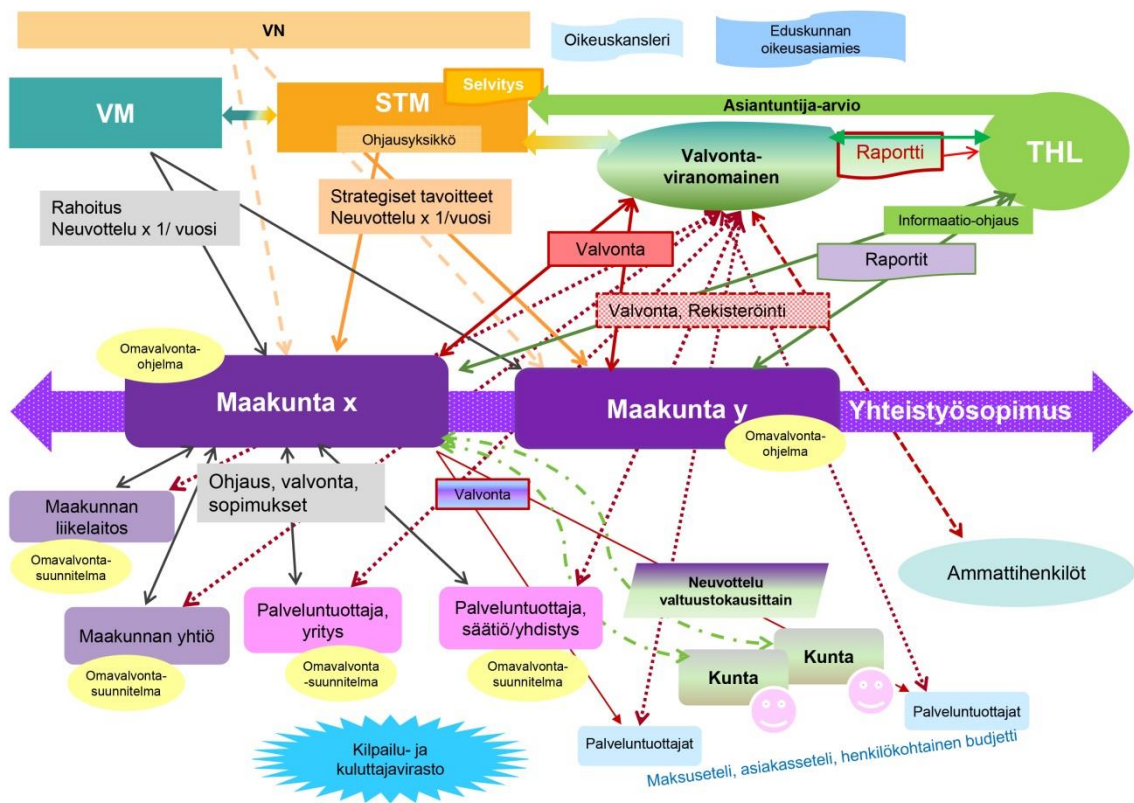 VN
Oikeuskansleri
Eduskunnan
oikeusasiamies
VM
STM
Selvitys
Ohjausyksikkö
Asiantuntija-arvio
Valvonta-
viranomainen
Raportti
THL
Rahoitus
Neuvottelu x 1/ vuosi
Strategiset tavoitteet
Neuvottelu x 1/vuosi
Informaatio-ohjaus
Valvonta
Raportit
Valvonta, Rekisteröinti
Omavalvonta-
ohjelma
Maakunta x
Maakunta y
Yhteistyösopimus
Omavalvonta-
ohjelma
Ohjaus, valvonta,
sopimukset
Valvonta
Maakunnan
liikelaitos
Omavalvonta-
suunnitelma
Neuvottelu
valtuustokausittain
Ammattihenkilöt
Maakunnan yhtiö
Omavalvonta-
suunnitelma
Palveluntuottaja,
yritys
Omavalvonta
-suunnitelma
Palveluntuottaja,
säätiö/yhdistys
Omavalvonta-
suunnitelma
Kunta
Kunta
Palveluntuottajat
Palveluntuottajat
Kilpailu- ja
kuluttajavirasto
Maksuseteli, asiakasseteli, henkilökohtainen budjetti